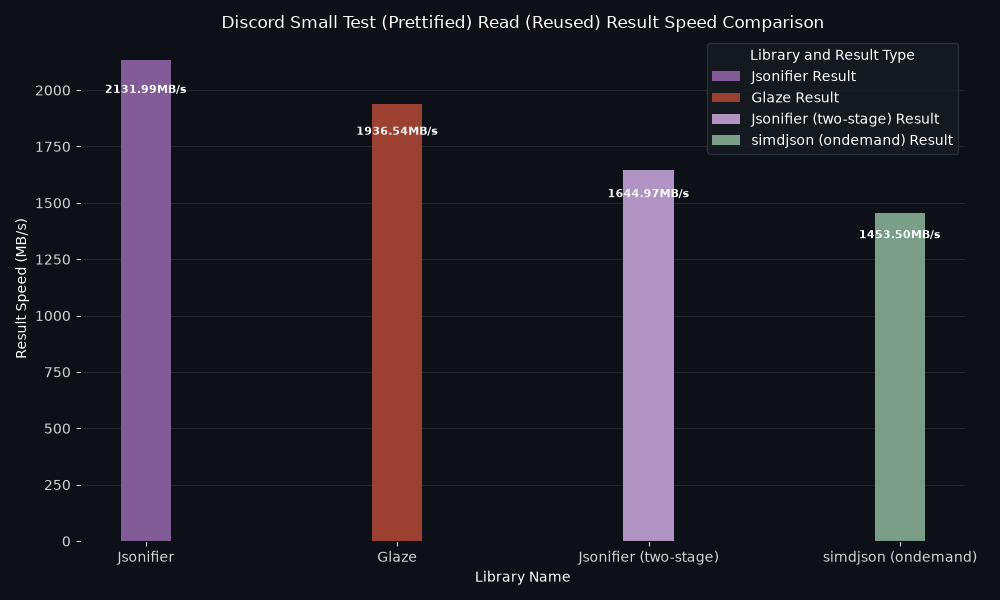 Discord Small Test (Prettified) Read (Reused) Result Speed Comparison
Library and Result Type
Jsonifier Result
Glaze Result
Jsonifier (two-stage) Result
simdjson (ondemand) Result
2131.99MB/s
1936.54MB/s
1644.97MB/s
1453.50MB/s
Result Speed (MB/s)
2000
1750
1500
1250
1000
750
500
250
0
Jsonifier
Glaze
Jsonifier (two-stage)
simdjson (ondemand)
Library Name